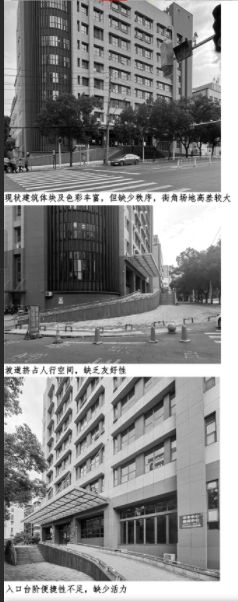 现状建筑体块及色彩丰富，但缺少秩序，街角场地高差较大
坡道挤占人行空间，缺乏友好性
入口台阶便捷性不足，缺少活力